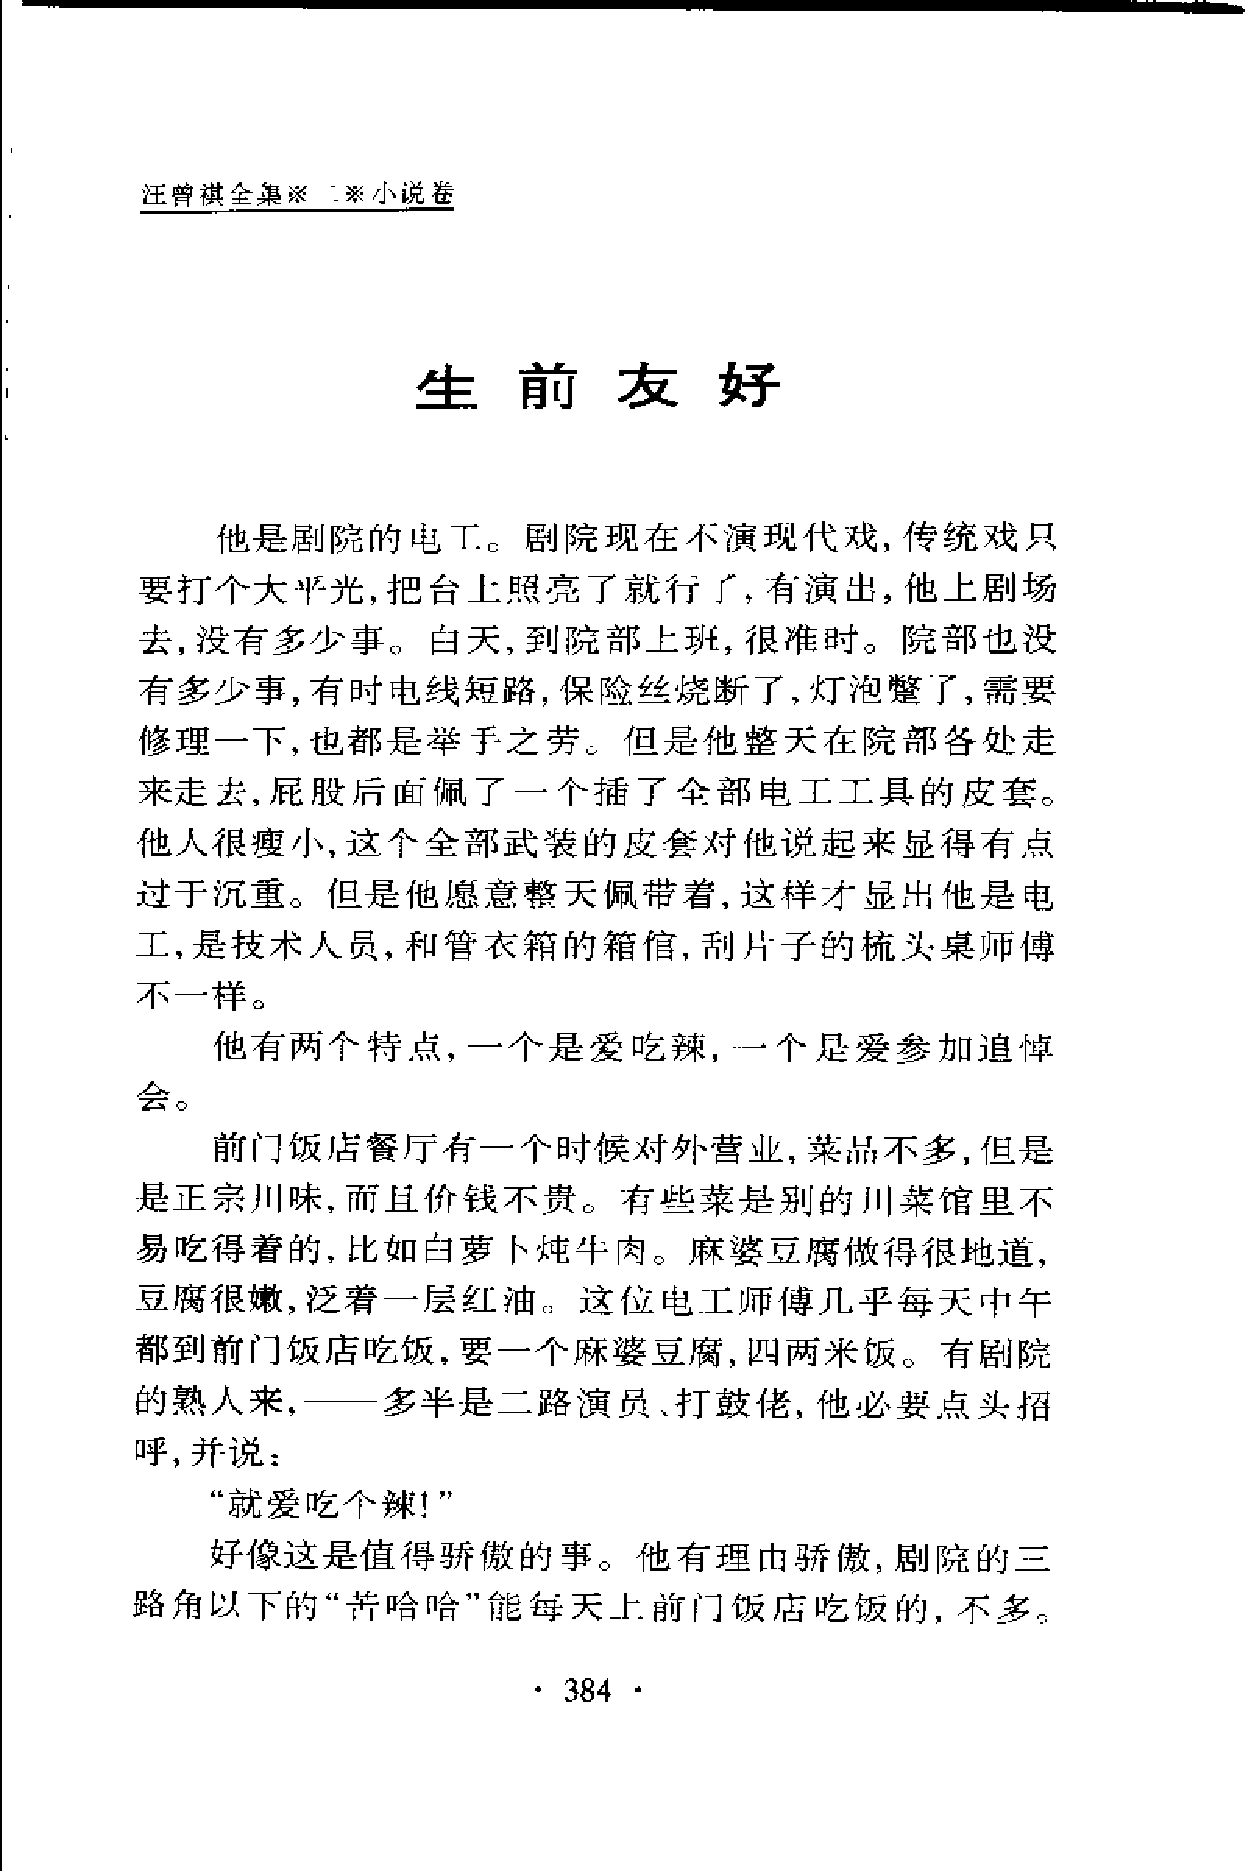 汪曾祺全集※ ※小说卷
生前友好
他是剧院的电工。剧院现在不演现代戏,传统戏只
要打个大平光,把台上照亮了就行了,有演出,他上剧场
去,没有多少事。白天,到院部上班,很准时。院部也没
有多少事,有时电线短路,保险丝烧断了,灯泡蹩了,需要
修理一下,也都是举手之劳。但是他整天在院部各处走
来走去,屁股后面佩了一个插了全部电工工具的皮套。
他人很瘦小,这个全部武装的皮套对他说起来显得有点
过于沉重。但是他愿意整天佩带着,这样才显出他是电
工,是技术人员,和管衣箱的箱倌,刮片子的梳头桌师傅
不一样。
他有两个特点,一个是爱吃辣,一个是爱参加追悼
会。
前门饭店餐厅有一个时候对外营业,菜品不多,但是
是正宗川味,而且价钱不贵。有些菜是别的川菜馆里不
易吃得着的,比如白萝卜炖牛肉。麻婆豆腐做得很地道,
豆腐很嫩,泛着一层红油。这位电工师傅几乎每天中午
都到前门饭店吃饭,要一个麻婆豆腐,四两米饭。有剧院
的熟人来,——多半是二路演员、打鼓佬,他必要点头招
呼,并说:
“就爱吃个辣!”
好像这是值得骄傲的事。他有理由骄傲,剧院的三
路角以下的“苦哈哈”能每天上前门饭店吃饭的,不多。
· 384 ·